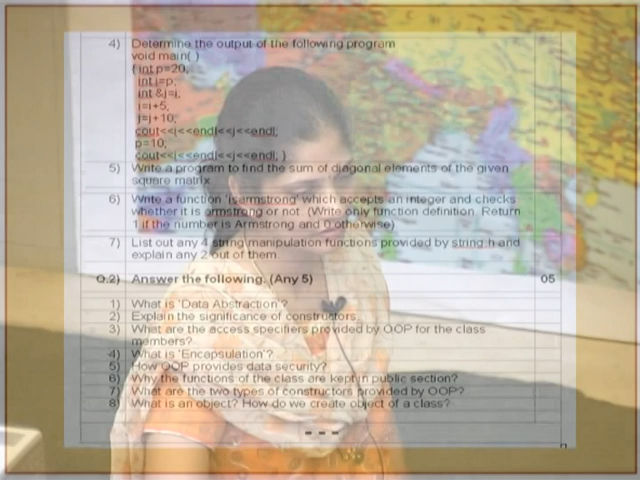 4) Determine the output of the following program
void main( )
{ int p=20;
int i=p;
int &j=i;
i=i+5;
j=j+10;
cout<<i<<endl<<j<<endl;
p=10;
cout<<i<<endl<<j<<endl; }
5) Write a program to find the sum of diagonal elements of the given
square matrix.
6) Write a function 'isarmstrong' which accepts an integer and checks
whether it is armstrong or not. (Write only function definition. Return
1 if the number is Armstrong and 0 otherwise)
7) List out any 4 string manipulation functions provided by string.h and
explain any 2 out of them.
Q.2) Answer the following: (Any 5) 05
1) What is 'Data Abstraction'?
2) Explain the significance of constructors.
3) What are the access specifiers provided by OOP for the class
members?
4) What is 'Encapsulation'?
5) How OOP provides data security?
6) Why the functions of the class are kept in public section?
7) What are the two types of constructors provided by OOP?
8) What is an object? How do we create object of a class?
- - -